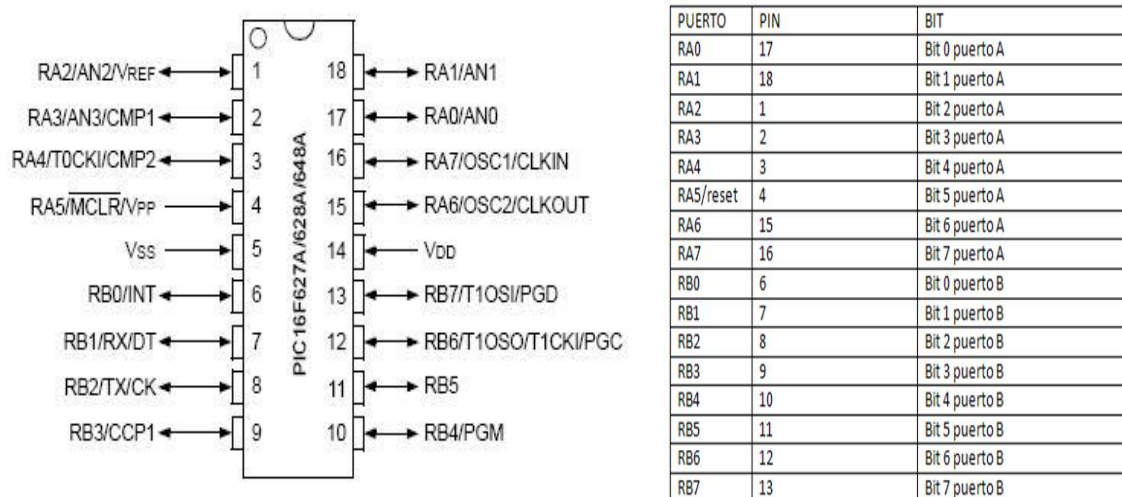 RA2/AN2/VREF 1 18 RA1/AN1
RA3/AN3/CMP1 2 17 RA0/AN0
RA4/T0CKI/CMP2 3 16 RA7/OSC1/CLKIN
RA5/MCLR/VPP 4 15 RA6/OSC2/CLKOUT
VSS 5 14 VDD
RB0/INT 6 13 RB7/T1OSI/PGD
RB1/RX/DT 7 12 RB6/T1OSO/T1CKI/PGC
RB2/TX/CK 8 11 RB5
RB3/CCP1 9 10 RB4/PGM
PIC16F627A/628A/648A
PUERTO PIN BIT
RA0 17 Bit 0 puerto A
RA1 18 Bit 1 puerto A
RA2 1 Bit 2 puerto A
RA3 2 Bit 3 puerto A
RA4 3 Bit 4 puerto A
RA5/reset 4 Bit 5 puerto A
RA6 15 Bit 6 puerto A
RA7 16 Bit 7 puerto A
RB0 6 Bit 0 puerto B
RB1 7 Bit 1 puerto B
RB2 8 Bit 2 puerto B
RB3 9 Bit 3 puerto B
RB4 10 Bit 4 puerto B
RB5 11 Bit 5 puerto B
RB6 12 Bit 6 puerto B
RB7 13 Bit 7 puerto B